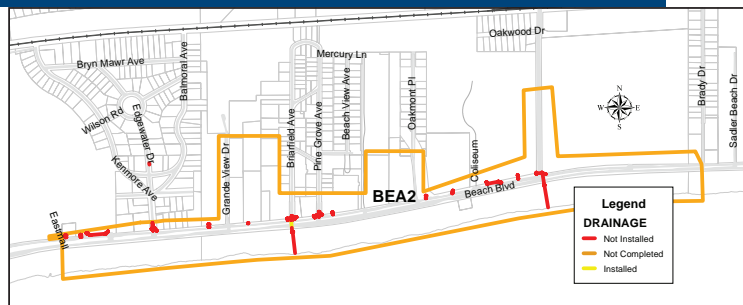 Oakwood Dr
Mercury Ln
Bryn Mawr Ave
Balmoral Ave
Wilson Rd
Edgewater Dr
Kenmore Ave
Eastmall
Grande View Dr
Briarfield Ave
Pine Grove Ave
Beach View Ave
Oakmont Pl
Coliseum
Brady Dr
Sadler Beach Dr
N
W
E
S
BEA2
Beach Blvd
Legend
DRAINAGE
Not Installed
Not Completed
Installed